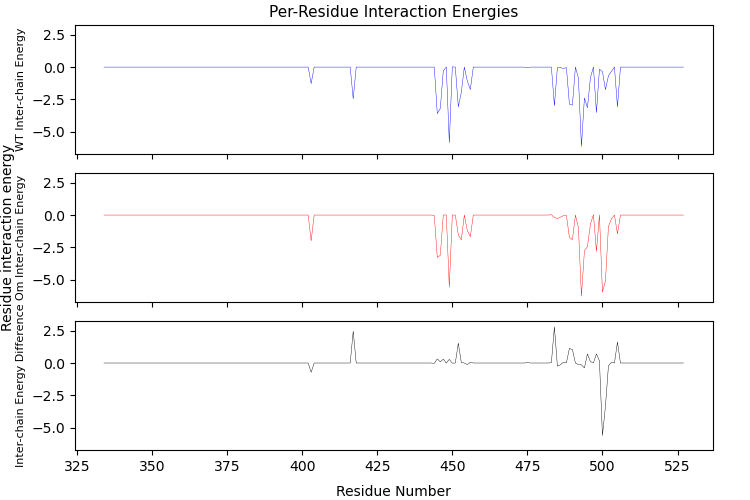 Per-Residue Interaction Energies
Residue interaction energy
WT Inter-chain Energy
2.5
0.0
−2.5
−5.0
Om Inter-chain Energy
2.5
0.0
−2.5
−5.0
Inter-chain Energy Difference
2.5
0.0
−2.5
−5.0
325 350 375 400 425 450 475 500 525
Residue Number